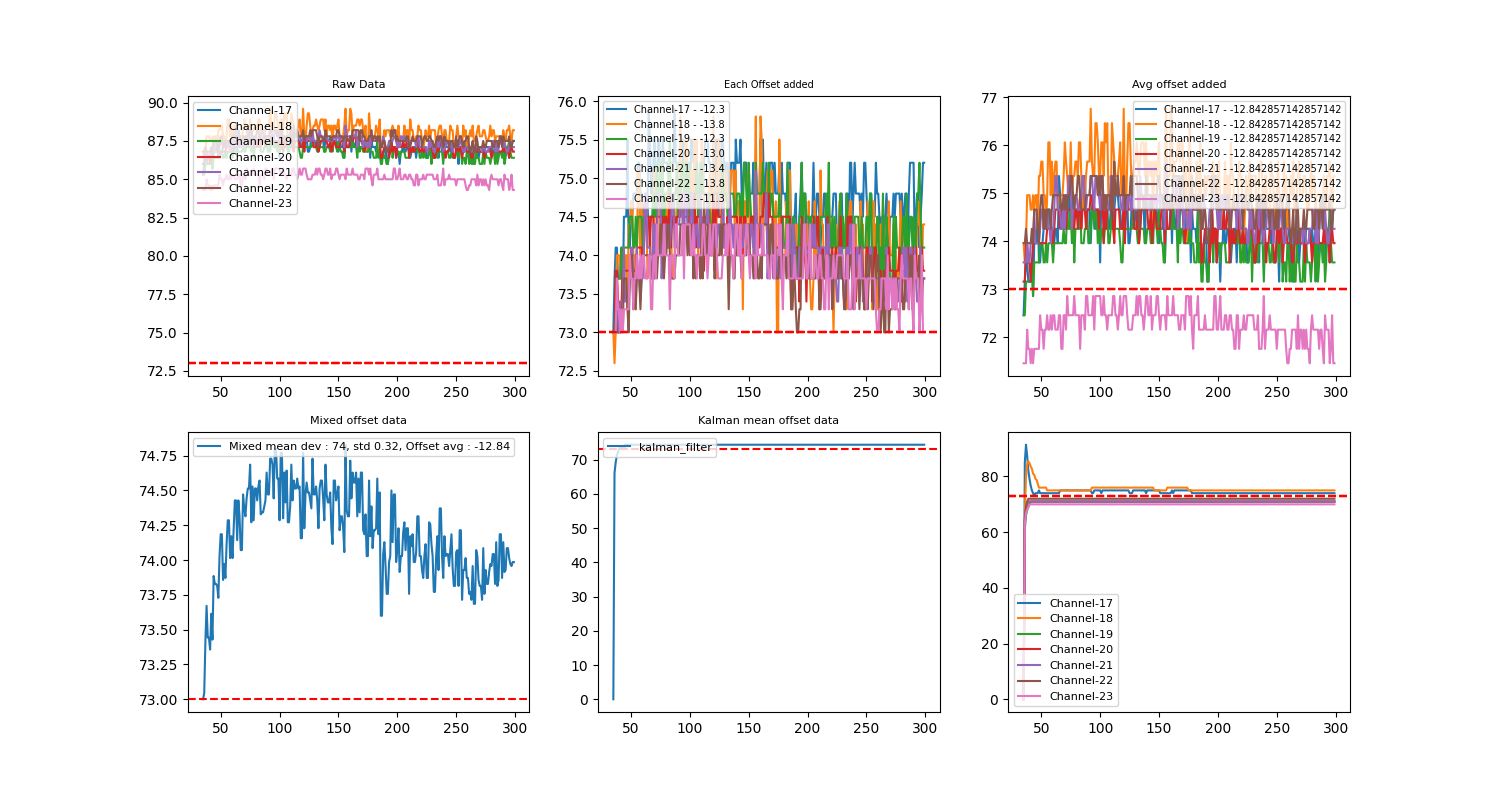 Raw Data
90.0
87.5
85.0
82.5
80.0
77.5
75.0
72.5
50 100 150 200 250 300
Channel-17
Channel-18
Channel-19
Channel-20
Channel-21
Channel-22
Channel-23
Each Offset added
76.0
75.5
75.0
74.5
74.0
73.5
73.0
72.5
50 100 150 200 250 300
Channel-17 - -12.3
Channel-18 - -13.8
Channel-19 - -12.3
Channel-20 - -13.0
Channel-21 - -13.4
Channel-22 - -13.8
Channel-23 - -11.3
Avg offset added
77
76
75
74
73
72
50 100 150 200 250 300
Channel-17 - -12.842857142857142
Channel-18 - -12.842857142857142
Channel-19 - -12.842857142857142
Channel-20 - -12.842857142857142
Channel-21 - -12.842857142857142
Channel-22 - -12.842857142857142
Channel-23 - -12.842857142857142
Mixed offset data
74.75
74.50
74.25
74.00
73.75
73.50
73.25
73.00
50 100 150 200 250 300
Mixed mean dev : 74, std 0.32, Offset avg : -12.84
Kalman mean offset data
70
60
50
40
30
20
10
0
50 100 150 200 250 300
kalman_filter
80
60
40
20
0
50 100 150 200 250 300
Channel-17
Channel-18
Channel-19
Channel-20
Channel-21
Channel-22
Channel-23